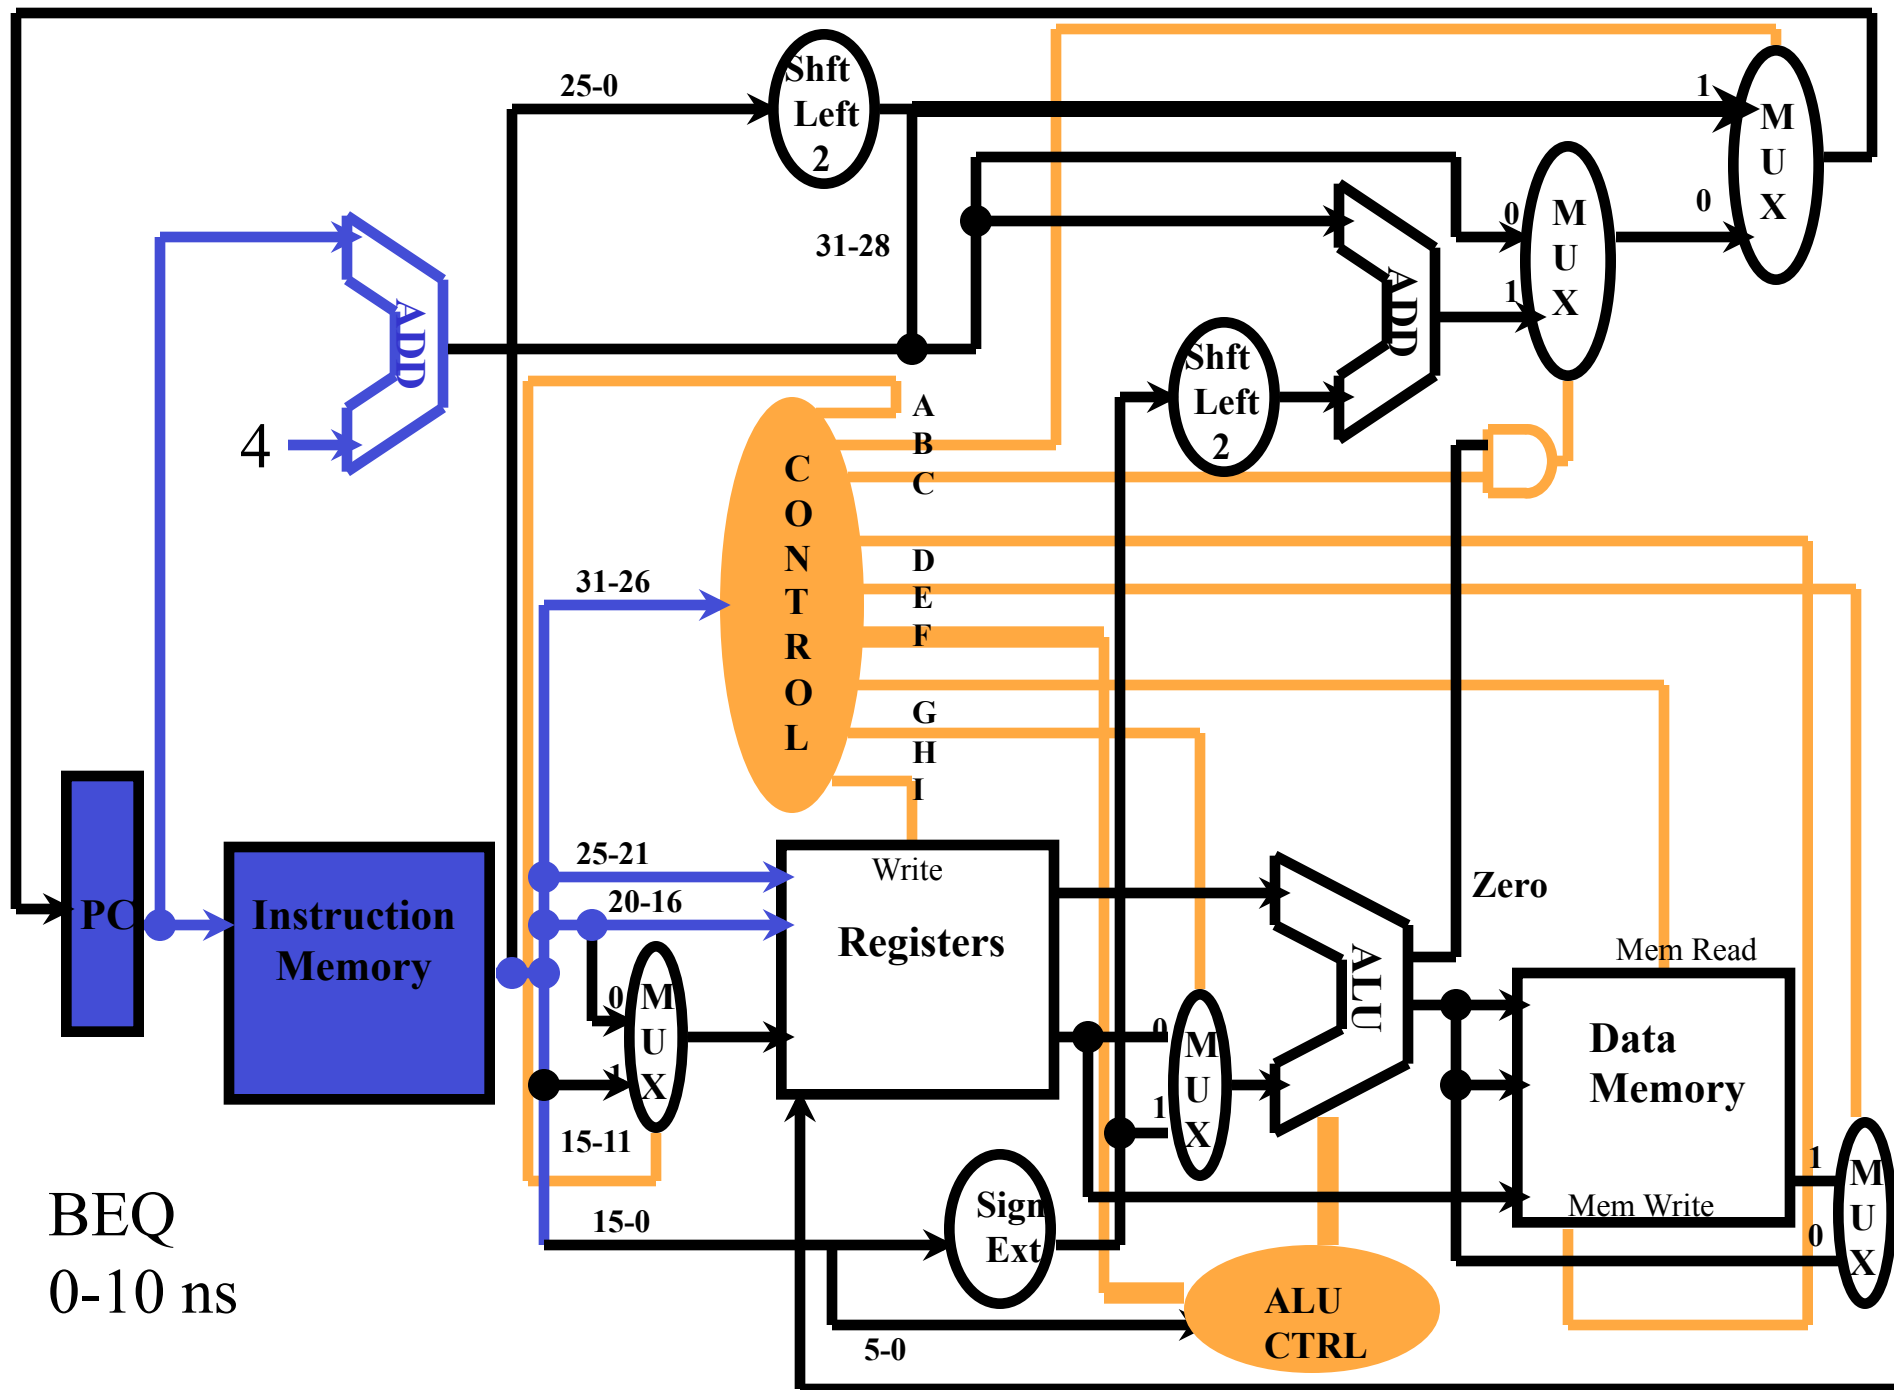 25-0
Shft
Left
2
1
M
U
X
0
31-28
ADD
4
ADD
Shft
Left
2
0
M
U
X
1
A
B
C
D
E
F
G
H
I
C
O
N
T
R
O
L
31-26
25-21
20-16
15-11
15-0
5-0
PC
Instruction
Memory
0
1
M
U
X
Write
Registers
Sign
Ext
0
1
M
U
X
ALU
Zero
ALU
CTRL
Mem Read
Data
Memory
Mem Write
1
0
M
U
X
BEQ
0-10 ns